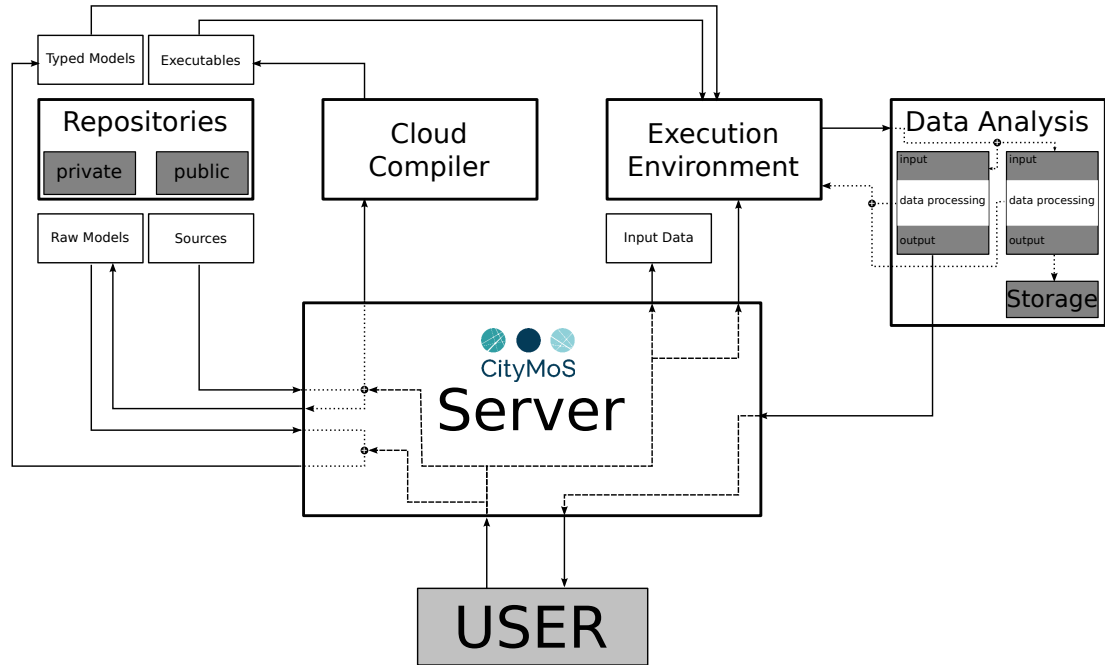 Typed Models
Executables
Repositories
private
public
Raw Models
Sources
Cloud
Compiler
Execution
Environment
Input Data
Data Analysis
input
data processing
output
input
data processing
output
Storage
CityMoS
Server
USER